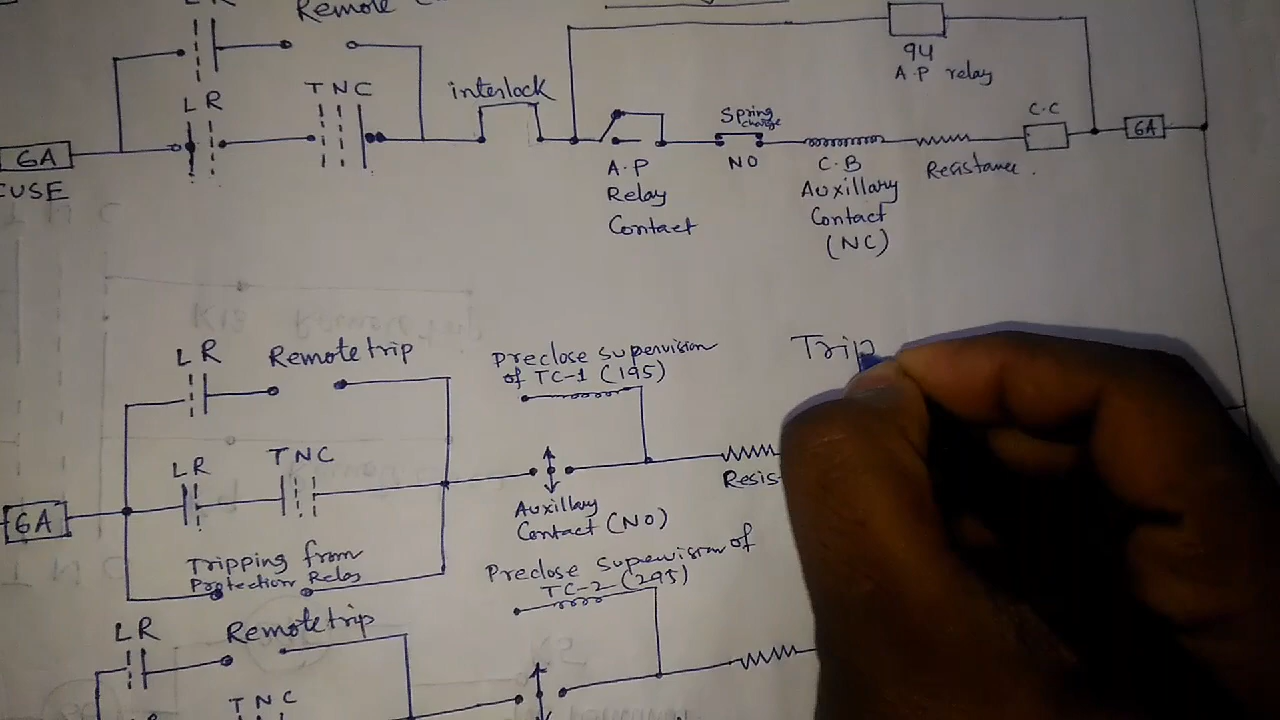 L R
Remote
L R
T N C
interlock
94
A.P relay
6A
FUSE
Spring
charge
C.C
6A
A.P
Relay
Contact
NO
C.B
Auxillary
Contact
(NC)
Resistance.
L R
Remote trip
Preclose supervision
of TC-1 (195)
Trip
L R
T N C
Resis
6A
Auxillary
Contact (NO)
Tripping from
Protection Relay
Preclose Supervision of
TC-2 (295)
L R
Remote trip
T N C